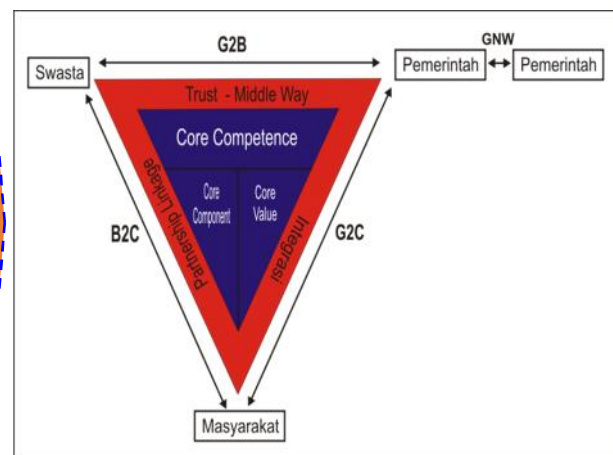 G2B
GNW
Swasta
Pemerintah
Pemerintah
Trust - Middle Way
Core Competence
Core
Component
Core
Value
Partnership Linkage
Integrasi
B2C
G2C
Masyarakat